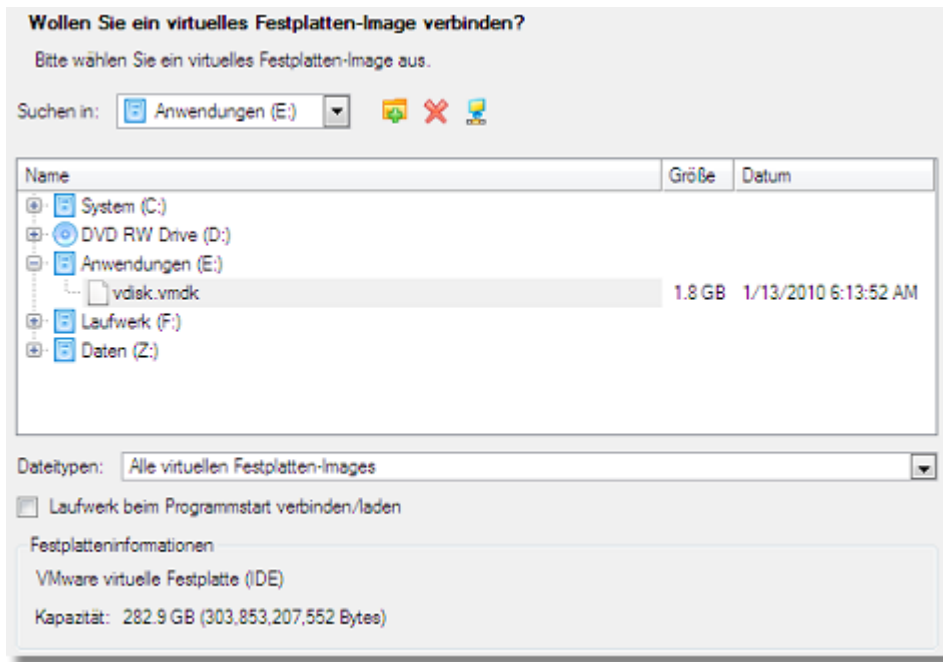 Wollen Sie ein virtuelles Festplatten-Image verbinden?
Bitte wählen Sie ein virtuelles Festplatten-Image aus.
Suchen in: Anwendungen (E:)
Name Größe Datum
System (C:)
DVD RW Drive (D:)
Anwendungen (E:)
vdisk.vmdk 1.8 GB 1/13/2010 6:13:52 AM
Laufwerk (F:)
Daten (Z:)
Dateitypen: Alle virtuellen Festplatten-Images
Laufwerk beim Programmstart verbinden/laden
Festplatteninformationen
VMware virtuelle Festplatte (IDE)
Kapazität: 282.9 GB (303,853,207,552 Bytes)